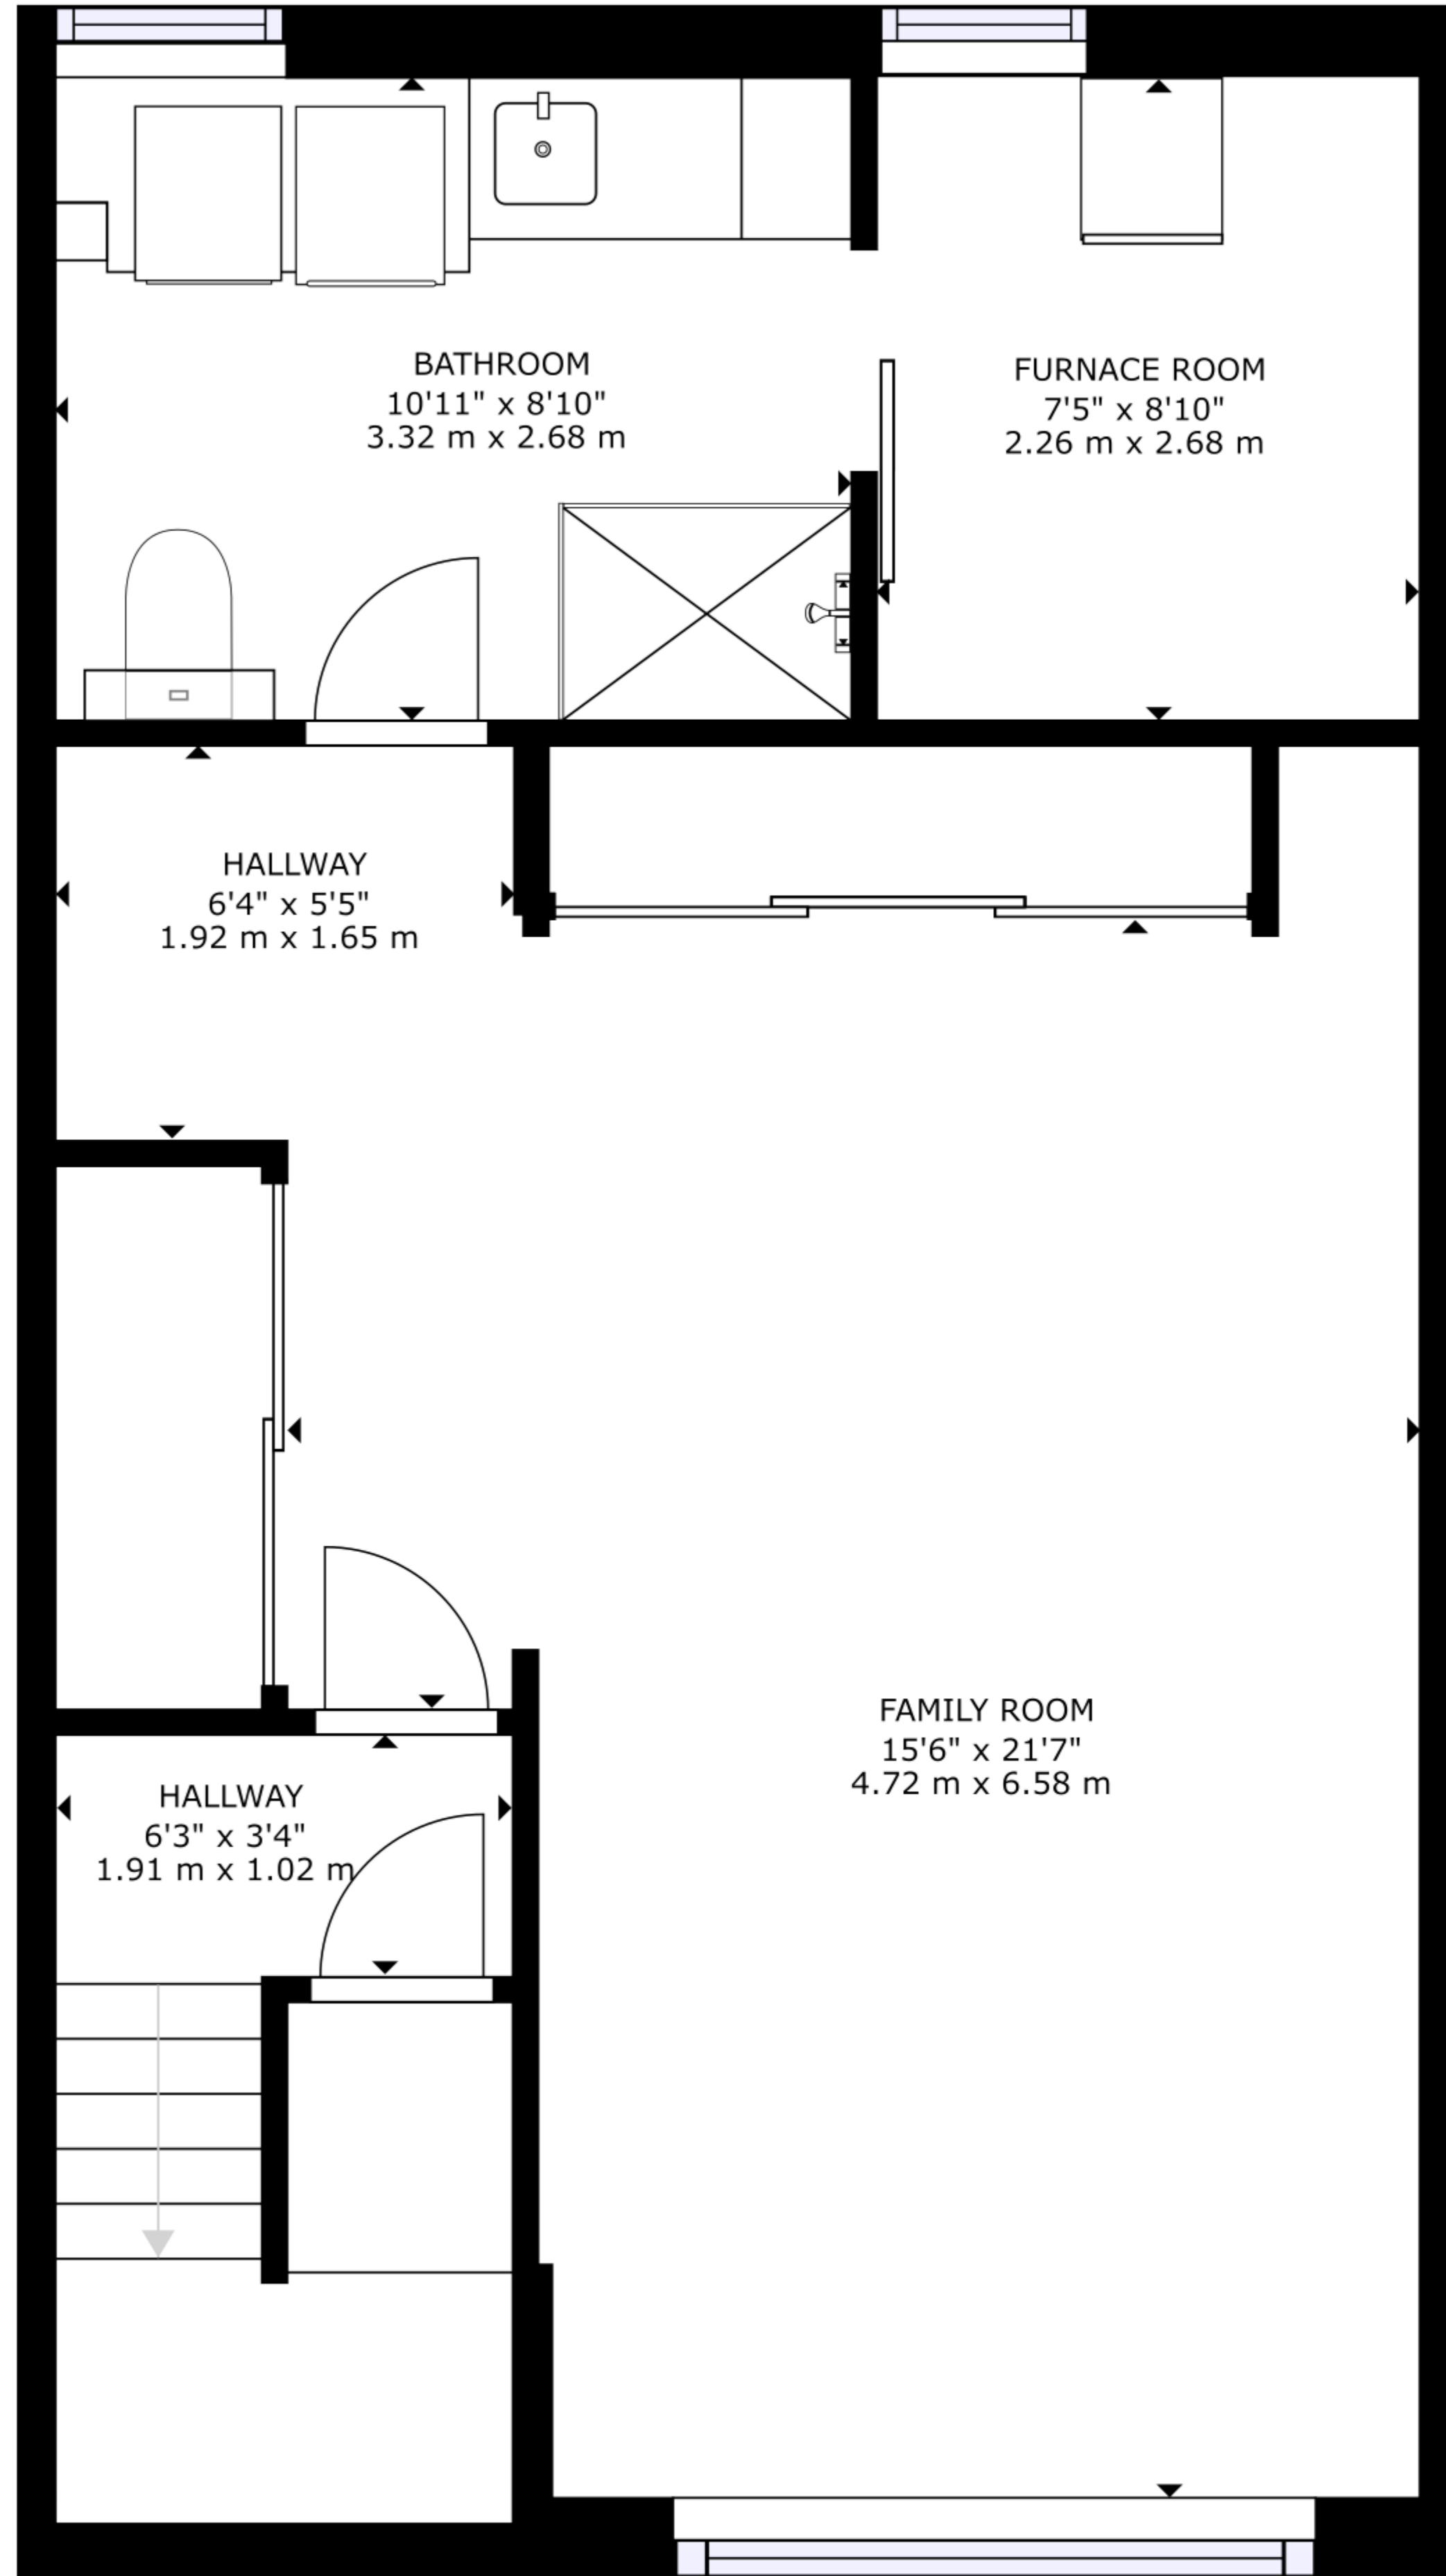 BATHROOM
10'11" x 8'10"
3.32 m x 2.68 m
FURNACE ROOM
7'5" x 8'10"
2.26 m x 2.68 m
HALLWAY
6'4" x 5'5"
1.92 m x 1.65 m
FAMILY ROOM
15'6" x 21'7"
4.72 m x 6.58 m
HALLWAY
6'3" x 3'4"
1.91 m x 1.02 m